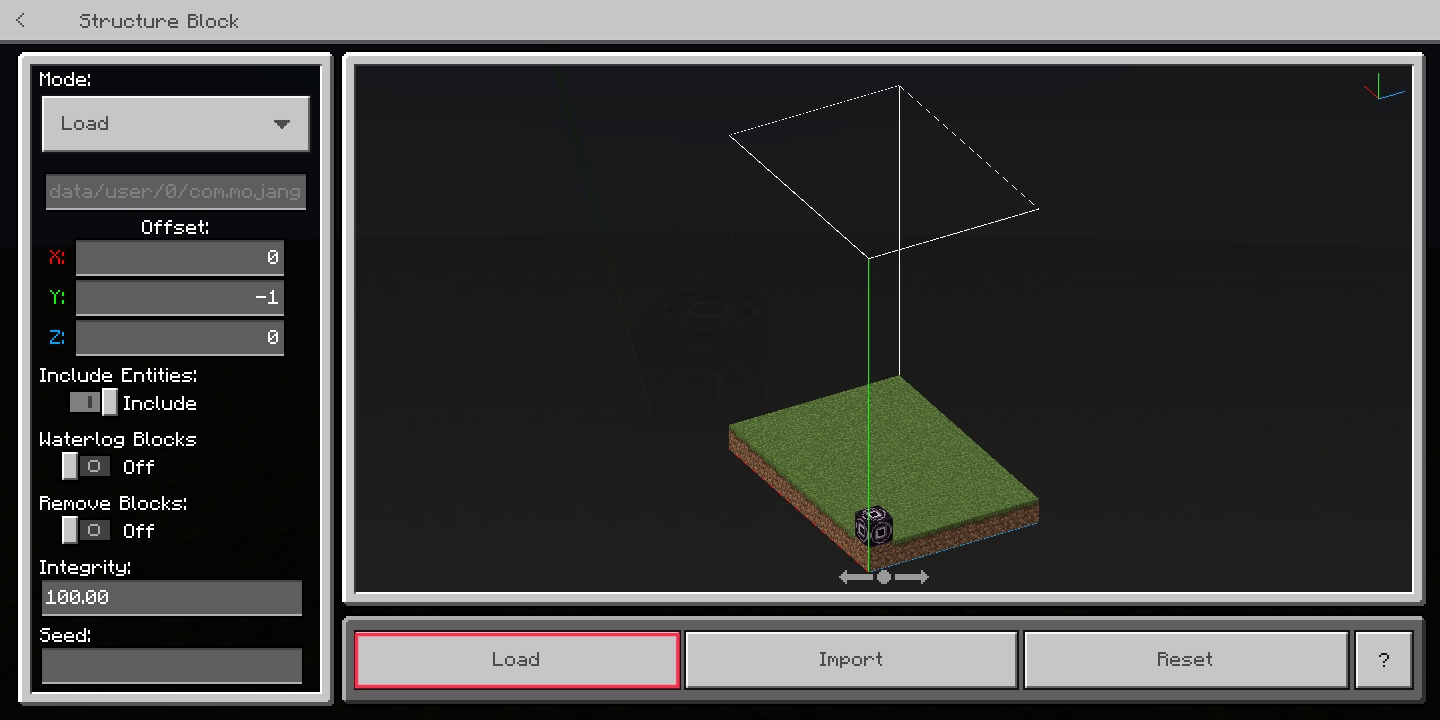 Structure Block
Mode:
Load
data/user/0/com.mojang
Offset:
X: 0
Y: -1
Z: 0
Include Entities:
Include
Waterlog Blocks
Off
Remove Blocks:
Off
Integrity:
100.00
Seed:
Load
Import
Reset
?